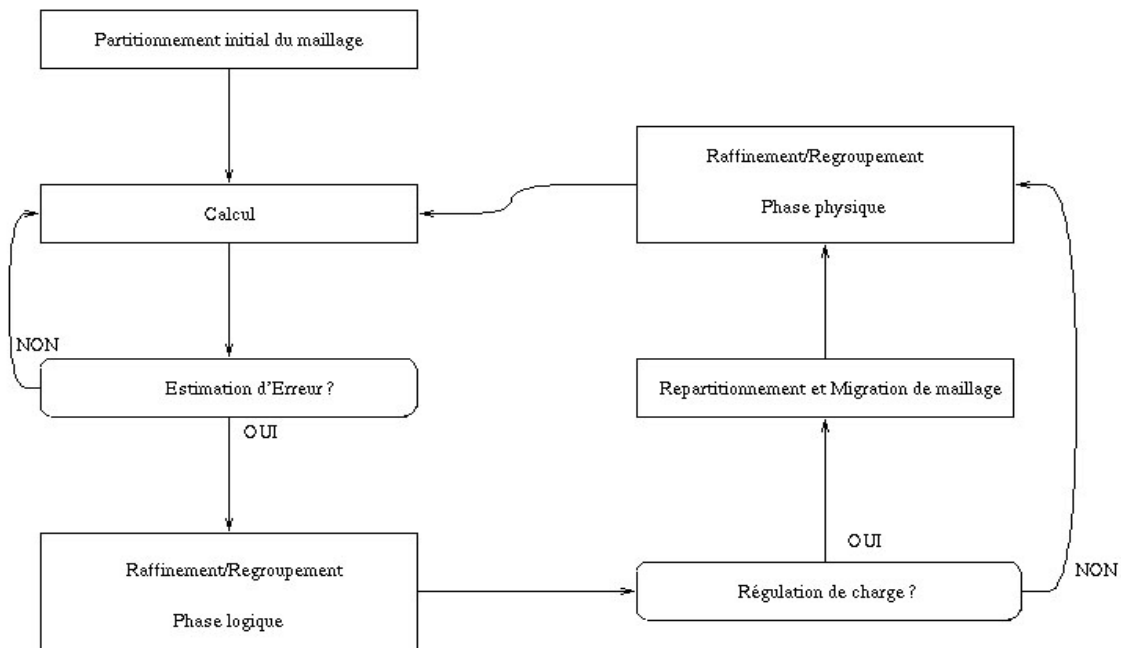 Partitionnement initial du maillage
Raffinement/Regroupement
Phase physique
Calcul
NON
Estimation d'Erreur ?
Repartitionnement et Migration de maillage
OUI
Raffinement/Regroupement
Phase logique
OUI
Régulation de charge ?
NON